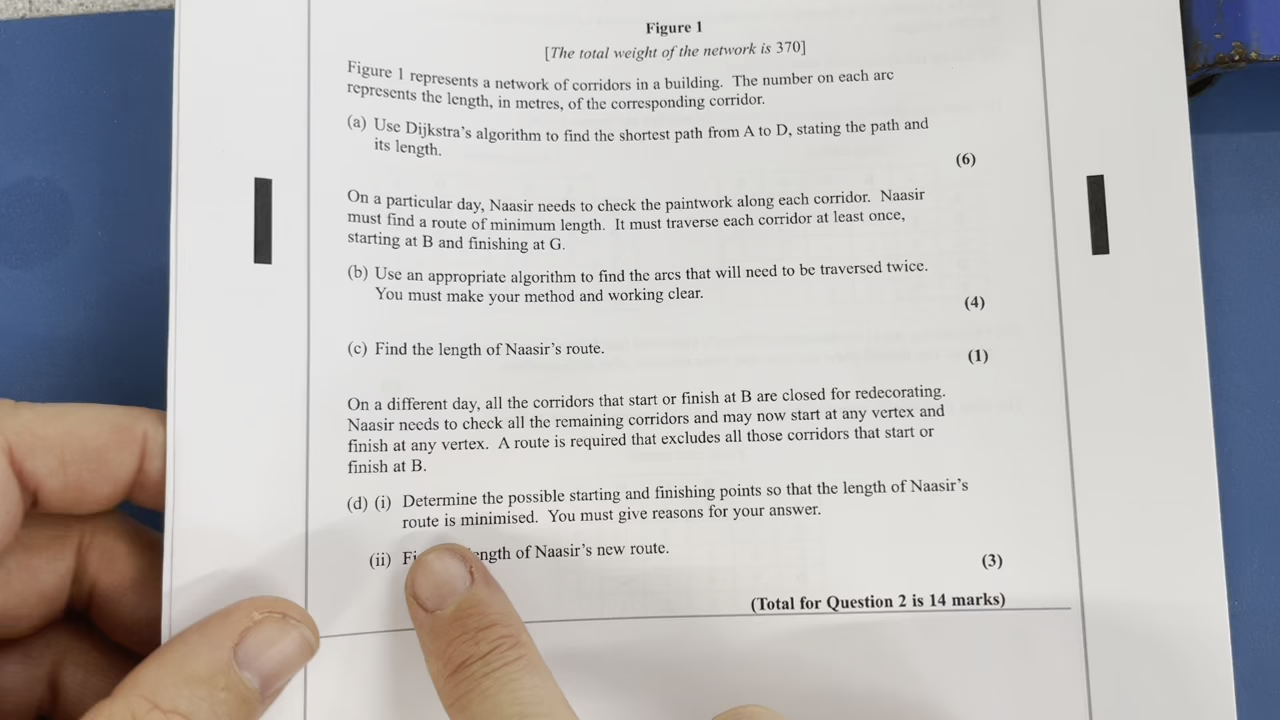 Figure 1
[The total weight of the network is 370]
Figure 1 represents a network of corridors in a building. The number on each arc
represents the length, in metres, of the corresponding corridor.
(a) Use Dijkstra's algorithm to find the shortest path from A to D, stating the path and
its length.
(6)
On a particular day, Naasir needs to check the paintwork along each corridor. Naasir
must find a route of minimum length. It must traverse each corridor at least once,
starting at B and finishing at G.
(b) Use an appropriate algorithm to find the arcs that will need to be traversed twice.
You must make your method and working clear.
(4)
(c) Find the length of Naasir's route.
(1)
On a different day, all the corridors that start or finish at B are closed for redecorating.
Naasir needs to check all the remaining corridors and may now start at any vertex and
finish at any vertex. A route is required that excludes all those corridors that start or
finish at B.
(d) (i) Determine the possible starting and finishing points so that the length of Naasir's
route is minimised. You must give reasons for your answer.
(ii) of Naasir's new route.
(3)
(Total for Question 2 is 14 marks)